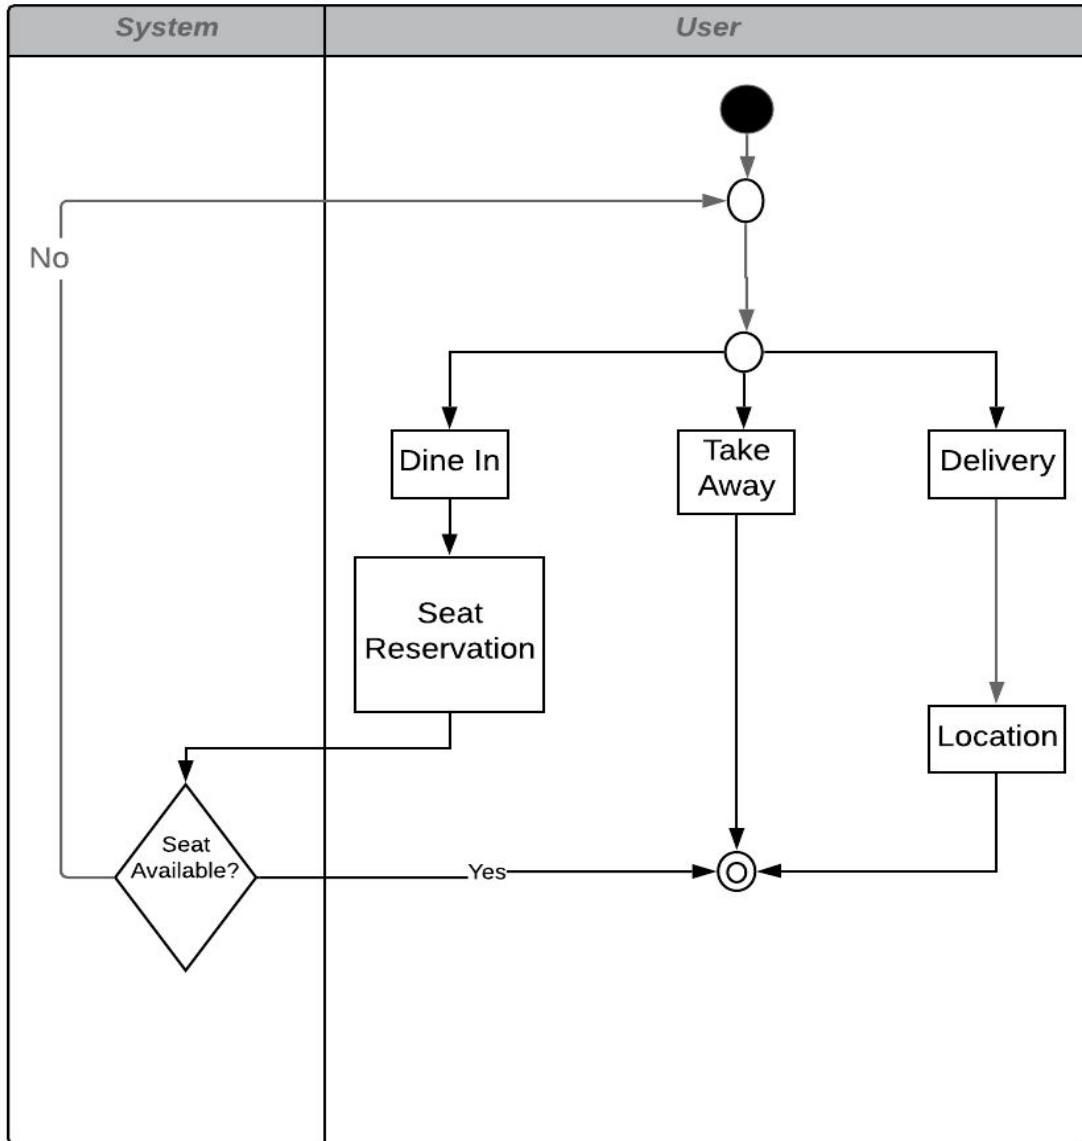 System
User
No
Dine In
Take
Away
Delivery
Seat
Reservation
Location
Seat
Available?
Yes